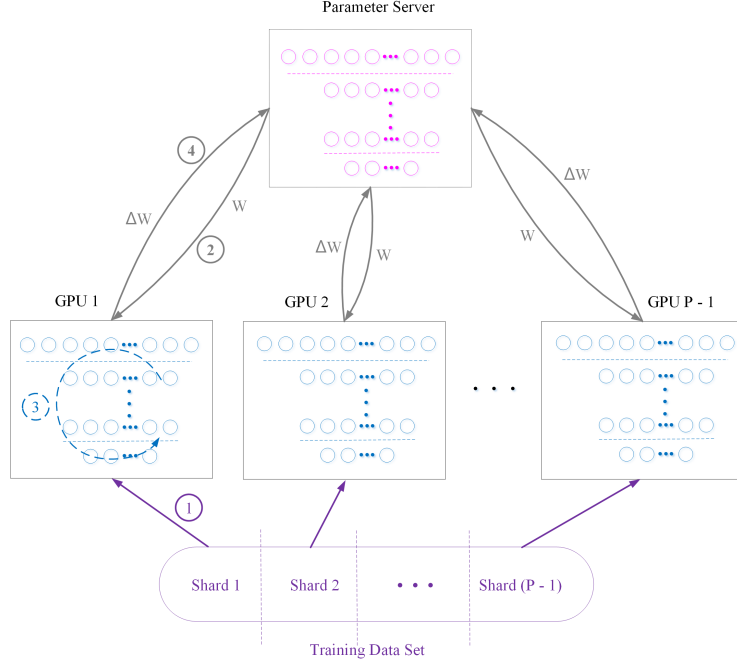 Parameter Server
4
ΔW
W
2
ΔW
W
ΔW
W
GPU 1
GPU 2
GPU P - 1
3
1
Shard 1
Shard 2
Shard (P - 1)
Training Data Set